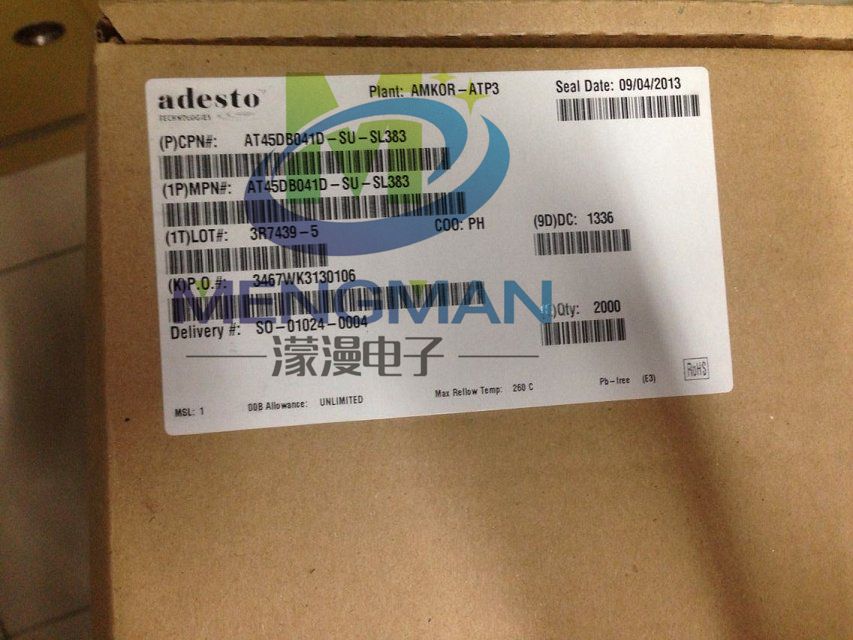 adesto
TECHNOLOGIES
Plant: AMKOR-ATP3
Seal Date: 09/04/2013
(P)CPN#: AT45DB041D-SU-SL383
(1P)MPN#: AT45DB041D-SU-SL383
(1T)LOT#: 3R7439-5
COO: PH
(9D)DC: 1336
(K)P.O.#: 3467WK3130106
MENGMAN
Qty: 2000
Delivery #: SO-01024-0004
濛漫电子
MSL: 1
OOB Allowance: UNLIMITED
Max Reflow Temp: 260 C
Pb-free (E3)
RoHS